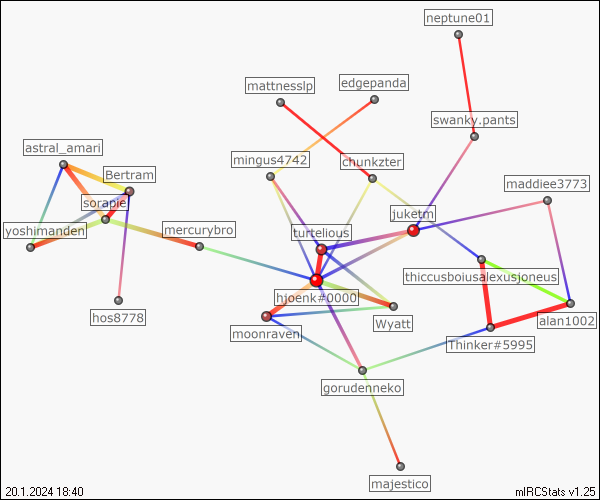 neptune01
mattnesslp
edgepanda
swanky.pants
astral_amari
mingus4742
chunkzter
Bertram
maddiee3773
sorapie
juketm
yoshimanden
mercurybro
turtelious
thiccusboiusalexusjoneus
hjoenk#0000
hos8778
Wyatt
alan1002
moonraven
Thinker#5995
gorudenneko
majestico
20.1.2024 18:40
mIRCStats v1.25